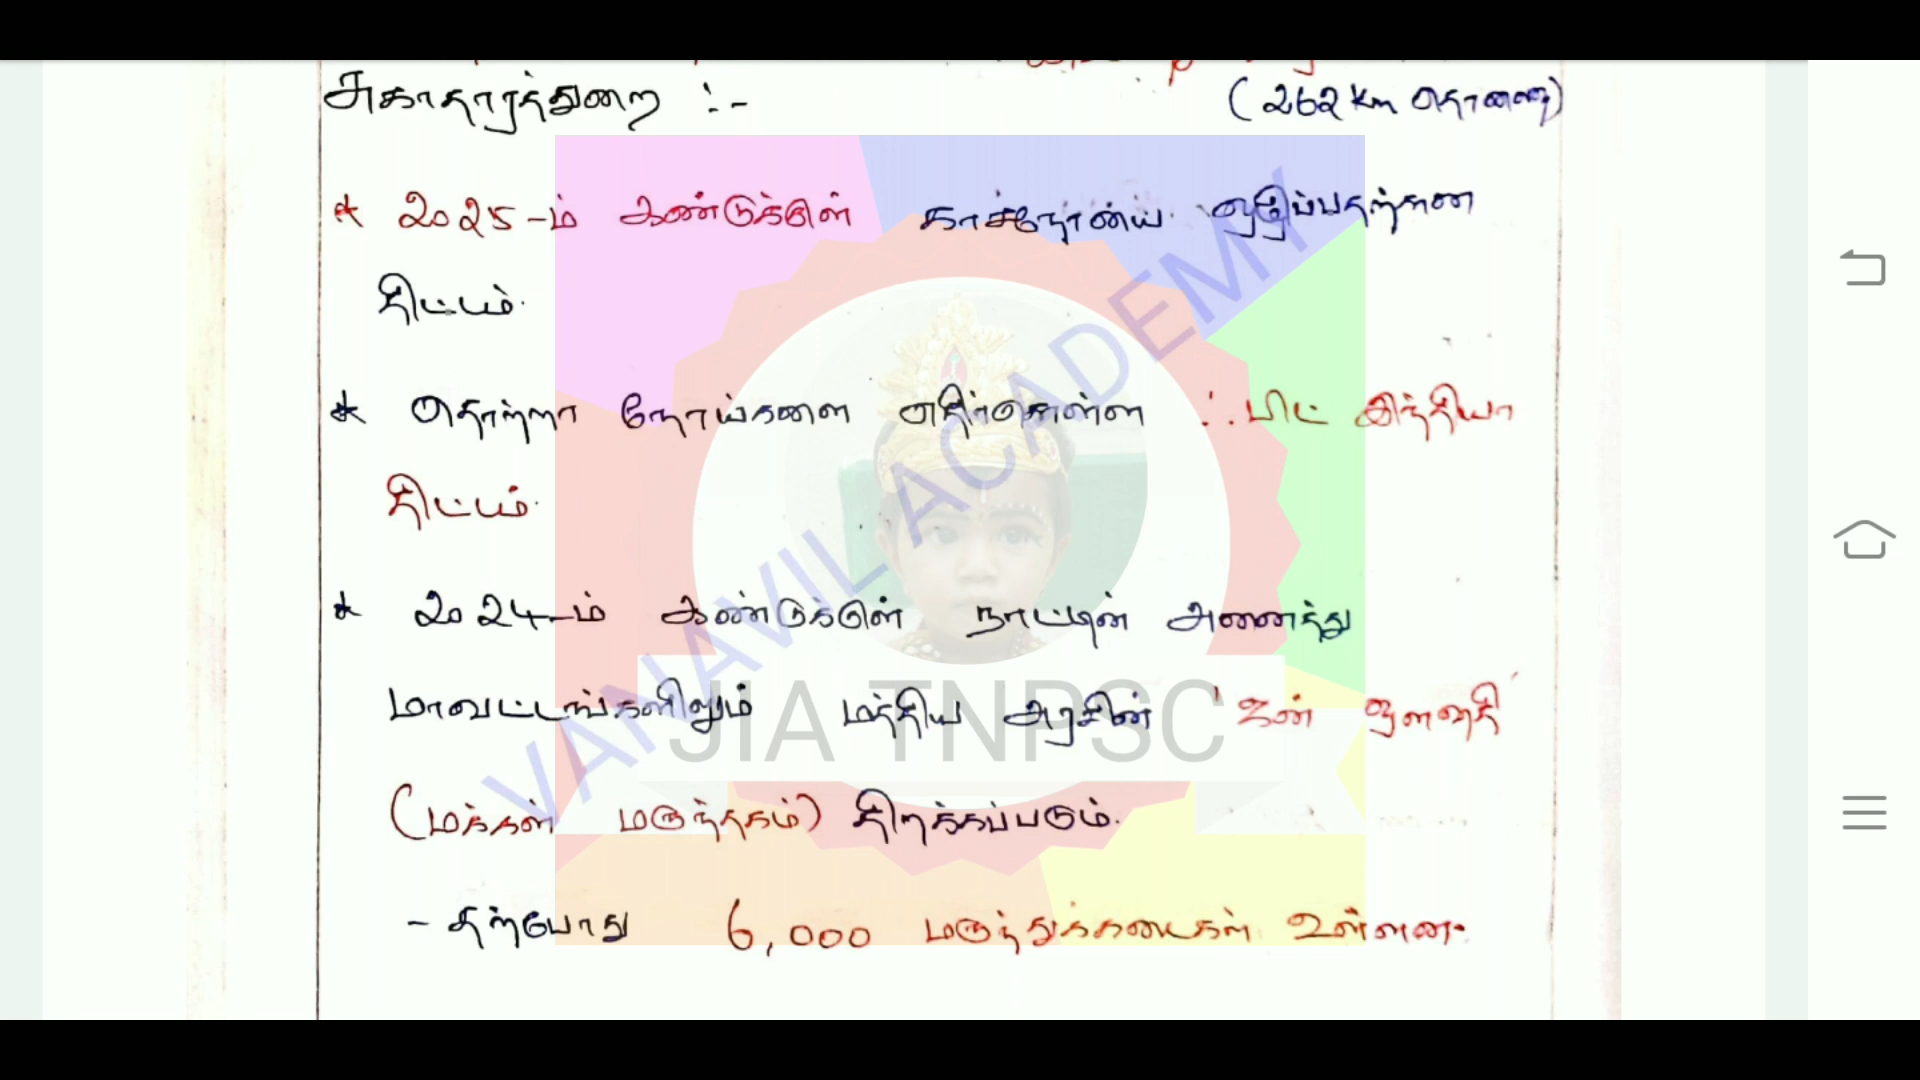 சுகாதாரத்துறை :-
(262 km தொலைவு)
* 2025-ம் ஆண்டுக்குள் காசநோயை ஒழிப்பதற்கான
திட்டம்.
* தொற்றா நோய்களை எதிர்கொள்ள ஃபிட் இந்தியா
திட்டம்.
* 2024-ம் ஆண்டுக்குள் நாட்டின் அனைத்து
மாவட்டங்களிலும் மத்திய அரசின் 'ஜன் ஔஷதி'
(மக்கள் மருந்தகம்) திறக்கப்படும்.
- தற்போது 6,000 மருந்துக்கடைகள் உள்ளன.
VANAVIL ACADEMY
JIA TNPSC